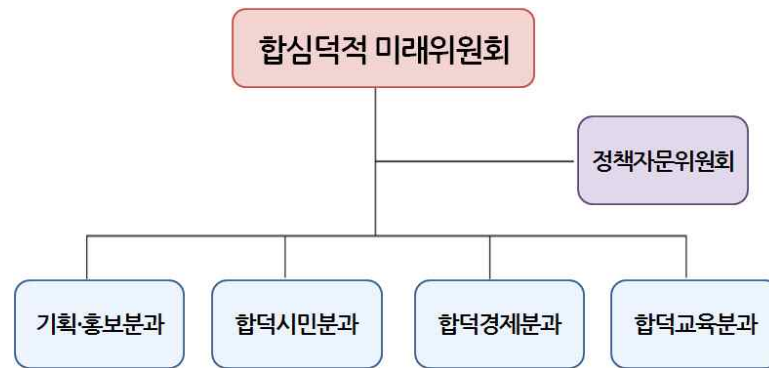 합심덕적 미래위원회
정책자문위원회
기획·홍보분과
합덕시민분과
합덕경제분과
합덕교육분과